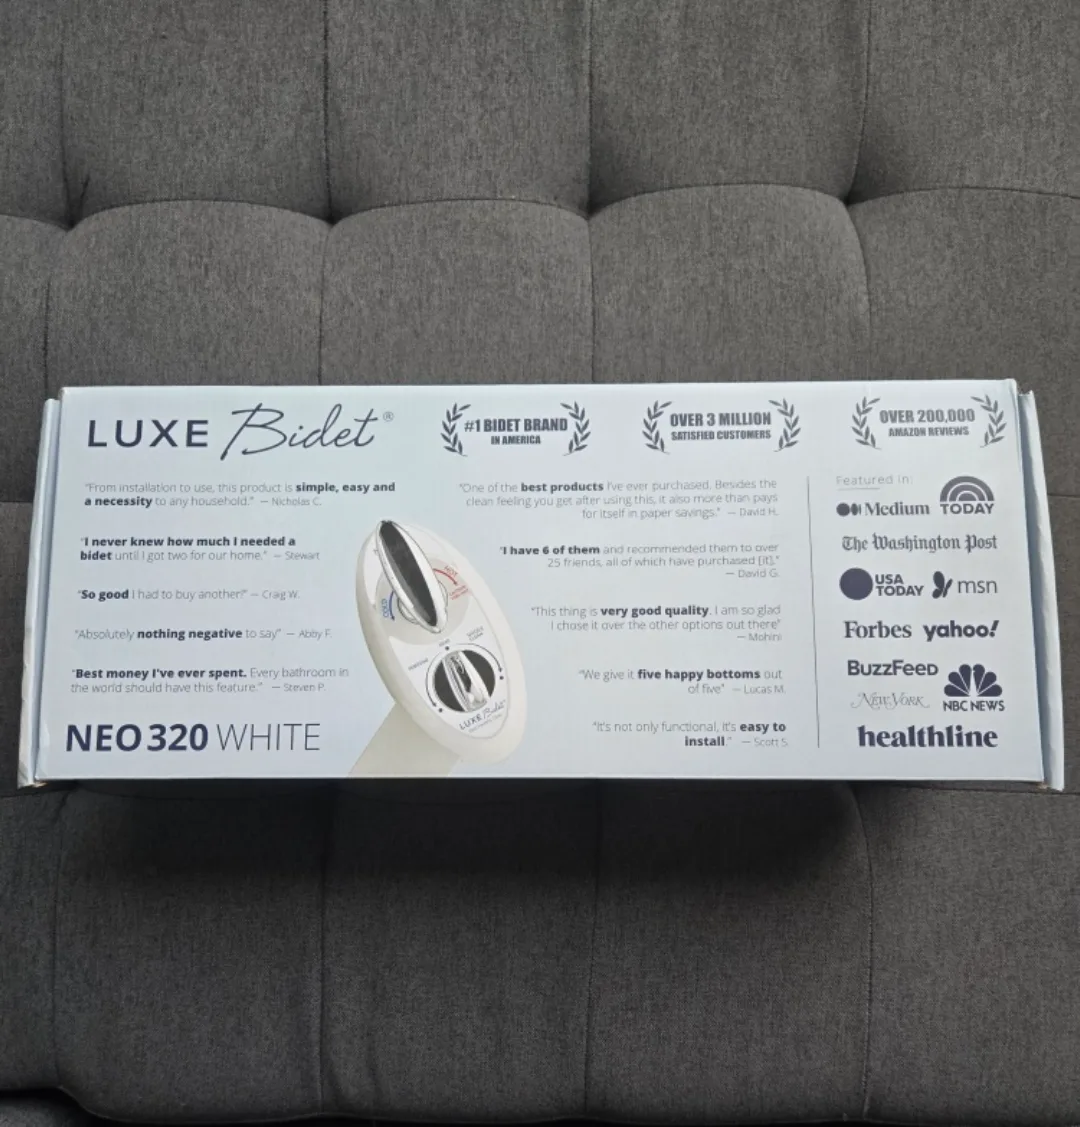 LUXE Bidet®
#1 BIDET BRAND
IN AMERICA
OVER 3 MILLION
SATISFIED CUSTOMERS
OVER 200,000
AMAZON REVIEWS
"From installation to use, this product is simple, easy and
a necessity to any household." — Nicholas C.
"I never knew how much I needed a
bidet until I got two for our home." – Stewart
"So good I had to buy another!" – Craig W.
"Absolutely nothing negative to say" — Abby F.
"Best money I've ever spent. Every bathroom in
the world should have this feature." — Steven P.
NEO 320 WHITE
COLD
HOT
LUXE Bidet
"One of the best products I've ever purchased. Besides the
clean feeling you get after using this, it also more than pays
for itself in paper savings." — David H.
"I have 6 of them and recommended them to over
25 friends, all of which have purchased [it]."
— David G.
"This thing is very good quality. I am so glad
I chose it over the other options out there"
— Mohini
"We give it five happy bottoms out
of five" – Lucas M.
"It's not only functional, it's easy to
install." — Scott S.
Featured in:
Medium
TODAY
The Washington Post
USA
TODAY
msn
Forbes
yahoo!
BuzzFeed
NEW YORK
NBC NEWS
healthline